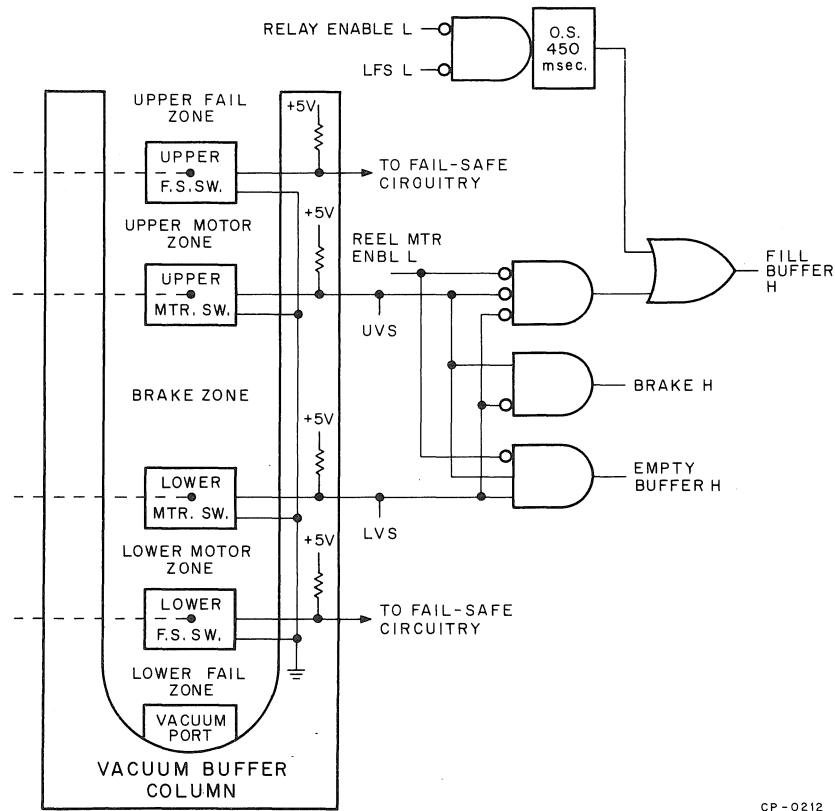 RELAY ENABLE L
LFS L
O.S.
450
msec.
UPPER FAIL
ZONE
+5V
UPPER
F.S.SW.
TO FAIL-SAFE
CIROUITRY
UPPER MOTOR
ZONE
+5V
REEL MTR
ENBL L
UPPER
MTR. SW.
UVS
FILL
BUFFER
H
BRAKE ZONE
BRAKE H
+5V
LOWER
MTR. SW.
EMPTY
BUFFER H
LVS
LOWER MOTOR
ZONE
+5V
LOWER
F.S. SW.
TO FAIL-SAFE
CIRCUITRY
LOWER FAIL
ZONE
VACUUM
PORT
VACUUM BUFFER
COLUMN
CP-0212